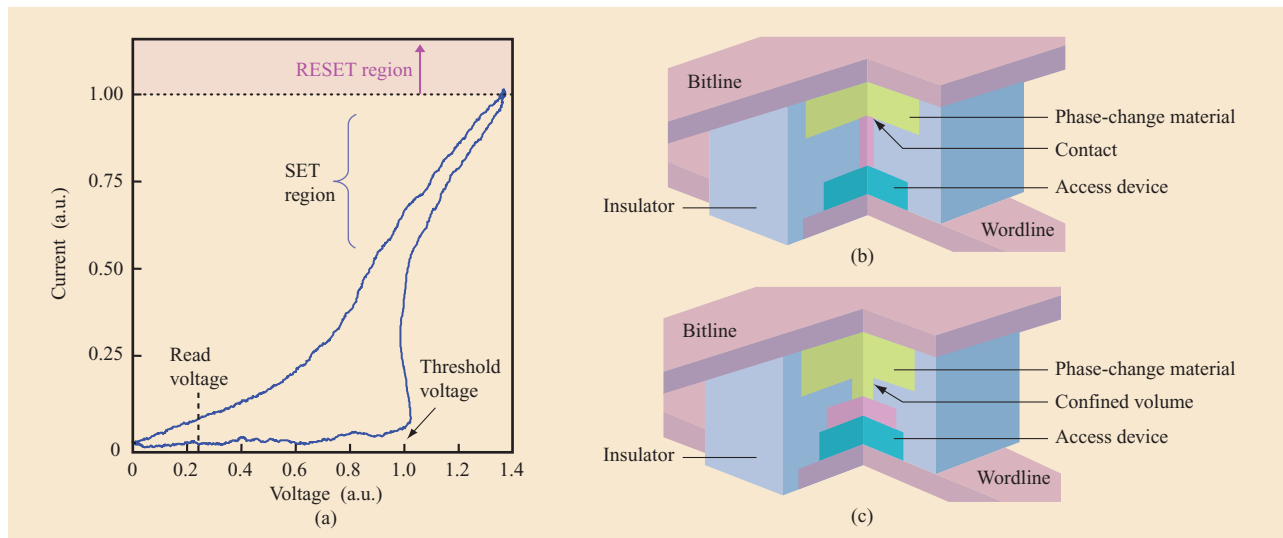 RESET region
1.00
SET
region
0.75
0.50
0.25
0
Current (a.u.)
Read
voltage
Threshold
voltage
0
0.2
0.4
0.6
0.8
1.0
1.2
1.4
Voltage (a.u.)
(a)
Bitline
Phase-change material
Contact
Access device
Insulator
Wordline
(b)
Bitline
Phase-change material
Confined volume
Access device
Insulator
Wordline
(c)